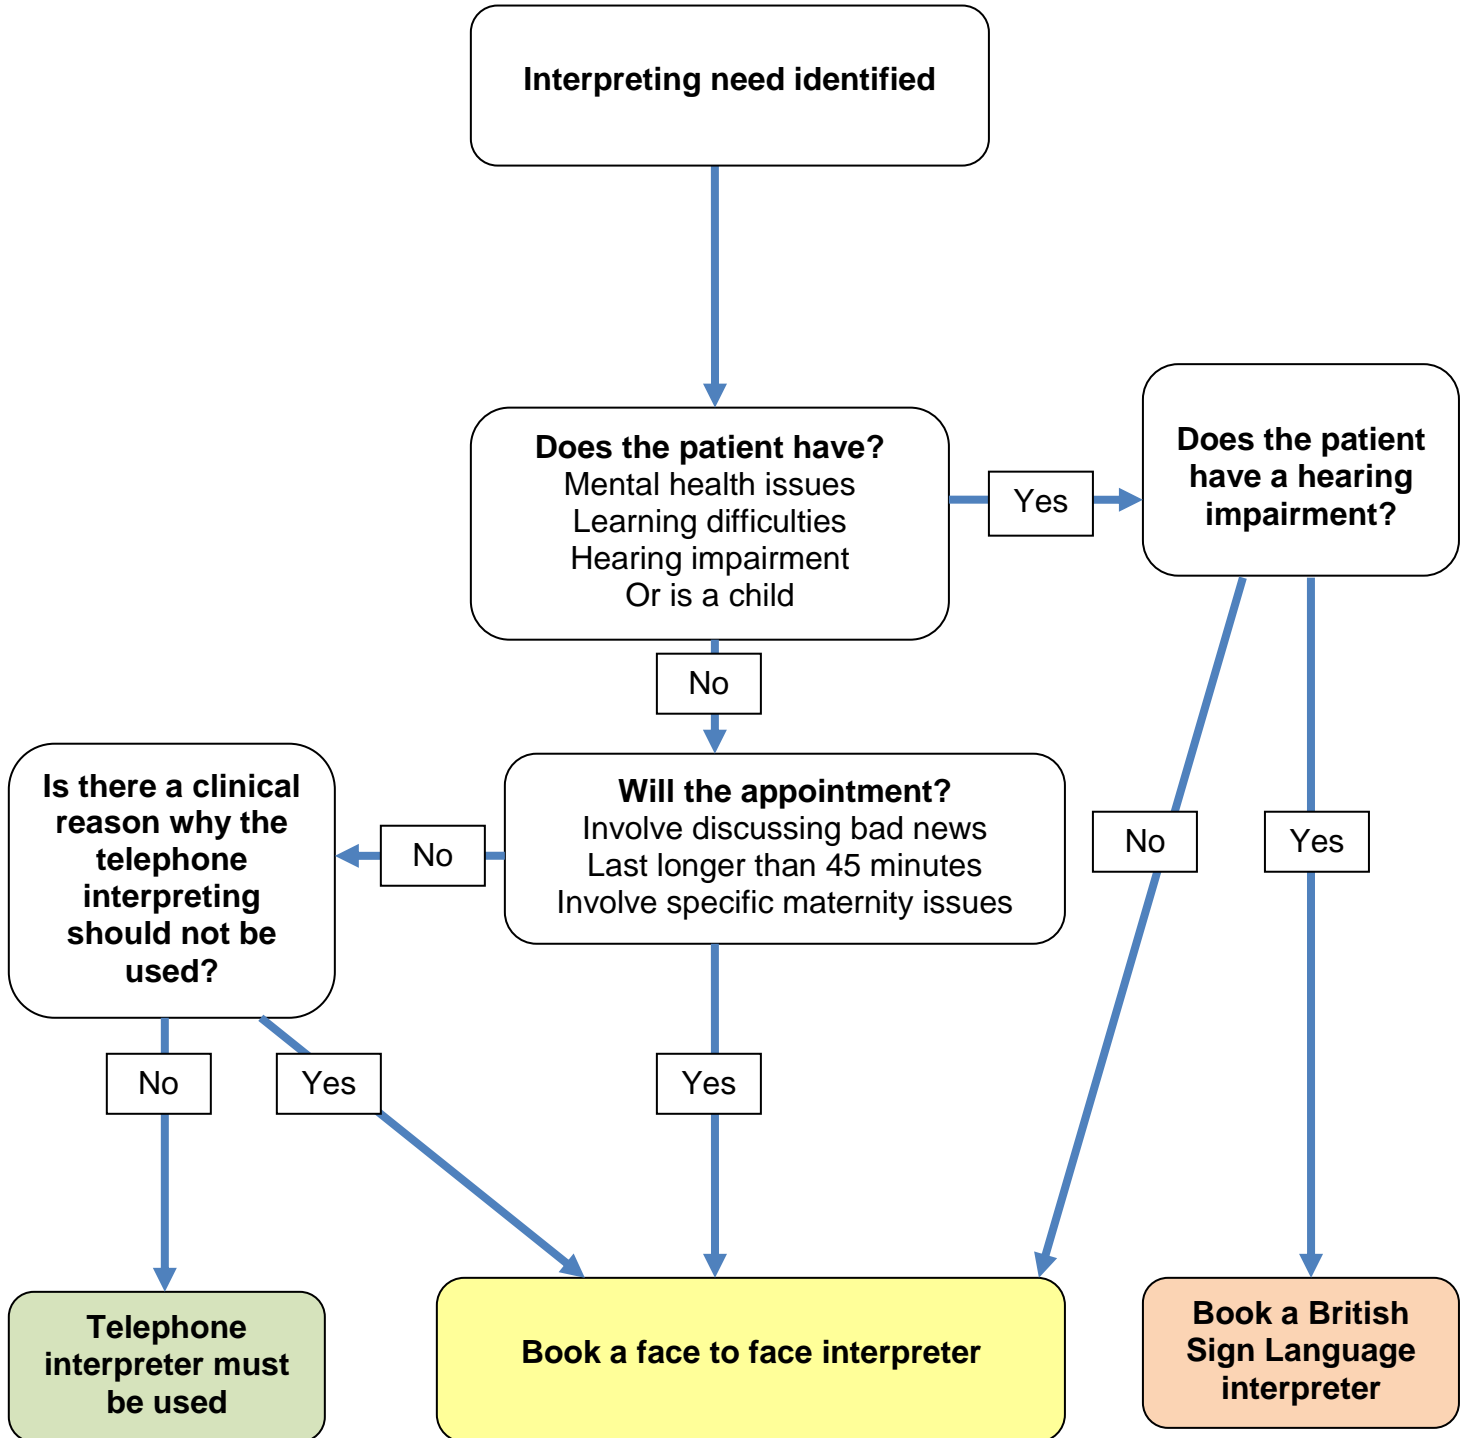 Interpreting need identified
Does the patient have?
Mental health issues
Learning difficulties
Hearing impairment
Or is a child
Yes
Does the patient
have a hearing
impairment?
No
Will the appointment?
Involve discussing bad news
Last longer than 45 minutes
Involve specific maternity issues
No
Is there a clinical
reason why the
telephone
interpreting
should not be
used?
No
Yes
No
Yes
Yes
Telephone
interpreter must
be used
Book a face to face interpreter
Book a British
Sign Language
interpreter